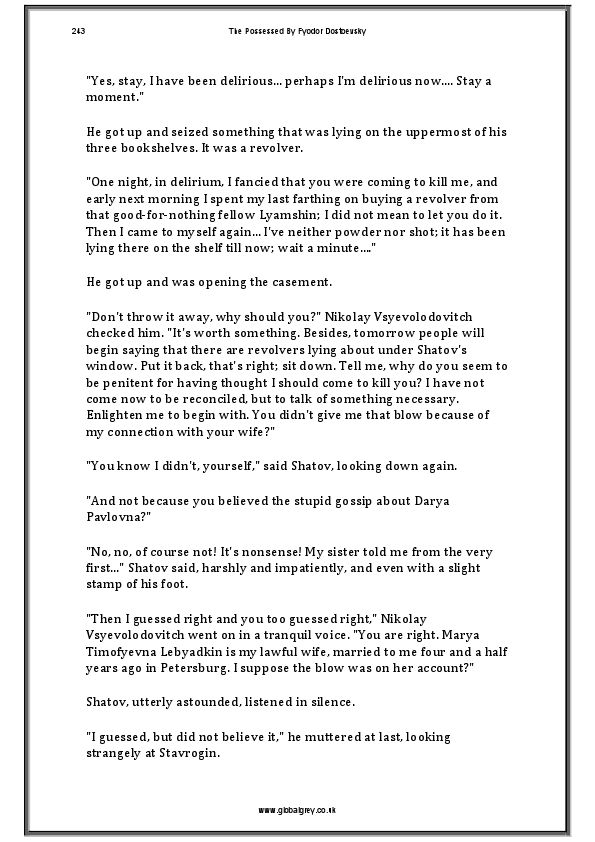 243
The Possessed By Fyodor Dostoevsky
"Yes, stay, I have been delirious... perhaps I'm delirious now.... Stay a
moment."
He got up and seized something that was lying on the uppermost of his
three bookshelves. It was a revolver.
"One night, in delirium, I fancied that you were coming to kill me, and
early next morning I spent my last farthing on buying a revolver from
that good-for-nothing fellow Lyamshin; I did not mean to let you do it.
Then I came to myself again... I've neither powder nor shot; it has been
lying there on the shelf till now; wait a minute...."
He got up and was opening the casement.
"Don't throw it away, why should you?" Nikolay Vsyevolodovitch
checked him. "It's worth something. Besides, tomorrow people will
begin saying that there are revolvers lying about under Shatov's
window. Put it back, that's right; sit down. Tell me, why do you seem to
be penitent for having thought I should come to kill you? I have not
come now to be reconciled, but to talk of something necessary.
Enlighten me to begin with. You didn't give me that blow because of
my connection with your wife?"
"You know I didn't, yourself," said Shatov, looking down again.
"And not because you believed the stupid gossip about Darya
Pavlovna?"
"No, no, of course not! It's nonsense! My sister told me from the very
first..." Shatov said, harshly and impatiently, and even with a slight
stamp of his foot.
"Then I guessed right and you too guessed right," Nikolay
Vsyevolodovitch went on in a tranquil voice. "You are right. Marya
Timofyevna Lebyadkin is my lawful wife, married to me four and a half
years ago in Petersburg. I suppose the blow was on her account?"
Shatov, utterly astounded, listened in silence.
"I guessed, but did not believe it," he muttered at last, looking
strangely at Stavrogin.
www.globalgrey.co.uk